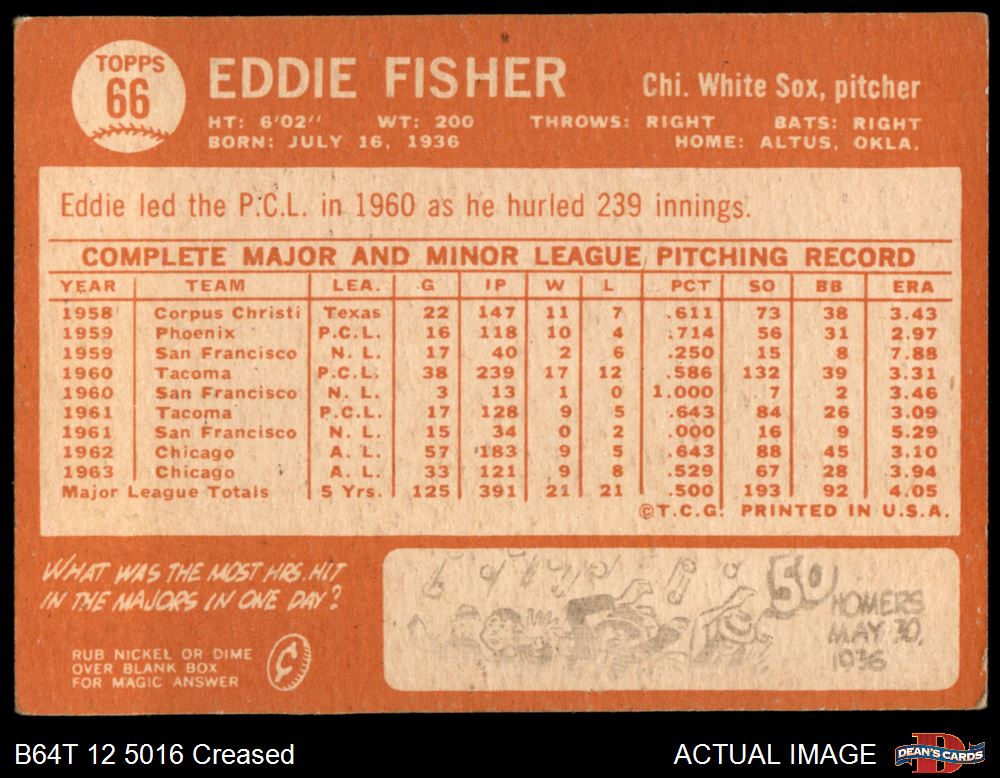 TOPPS
66
EDDIE FISHER
Chi. White Sox, pitcher
HT: 6'02" WT: 200 THROWS: RIGHT BATS: RIGHT
BORN: JULY 16, 1936 HOME: ALTUS, OKLA.
Eddie led the P.C.L. in 1960 as he hurled 239 innings.
COMPLETE MAJOR AND MINOR LEAGUE PITCHING RECORD
YEAR TEAM LEA. G IP W L PCT SO BB ERA
1958 Corpus Christi Texas 22 147 11 7 .611 73 38 3.43
1959 Phoenix P.C.L. 16 118 10 4 .714 56 31 2.97
1959 San Francisco N. L. 17 40 2 6 .250 15 8 7.88
1960 Tacoma P.C.L. 38 239 17 12 .586 132 39 3.31
1960 San Francisco N. L. 3 13 1 0 1.000 7 2 3.46
1961 Tacoma P.C.L. 17 128 9 5 .643 84 26 3.09
1961 San Francisco N. L. 15 34 0 2 .000 16 9 5.29
1962 Chicago A. L. 57 183 9 5 .643 88 45 3.10
1963 Chicago A. L. 33 121 9 8 .529 67 28 3.94
Major League Totals 5 Yrs. 125 391 21 21 .500 193 92 4.05
©T.C.G. PRINTED IN U.S.A.
WHAT WAS THE MOST HRS. HIT
IN THE MAJORS IN ONE DAY?
RUB NICKEL OR DIME
OVER BLANK BOX
FOR MAGIC ANSWER
50
HOMERS
MAY 30,
1936
B64T 12 5016 Creased
ACTUAL IMAGE
DEAN'S CARDS